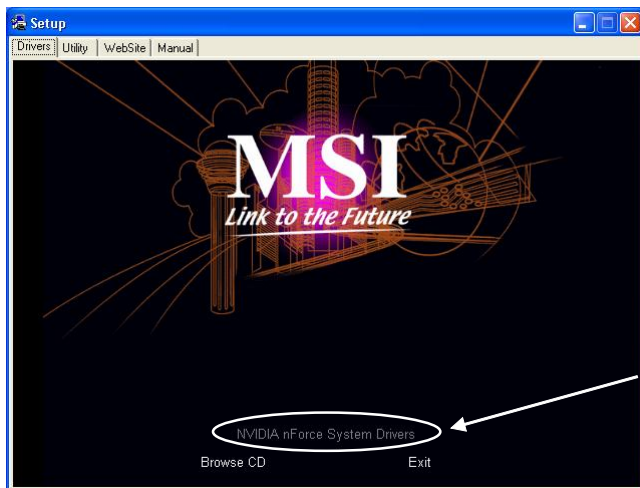 Setup
Drivers Utility WebSite Manual
MSI
Link to the Future
NVIDIA nForce System Drivers
Browse CD Exit